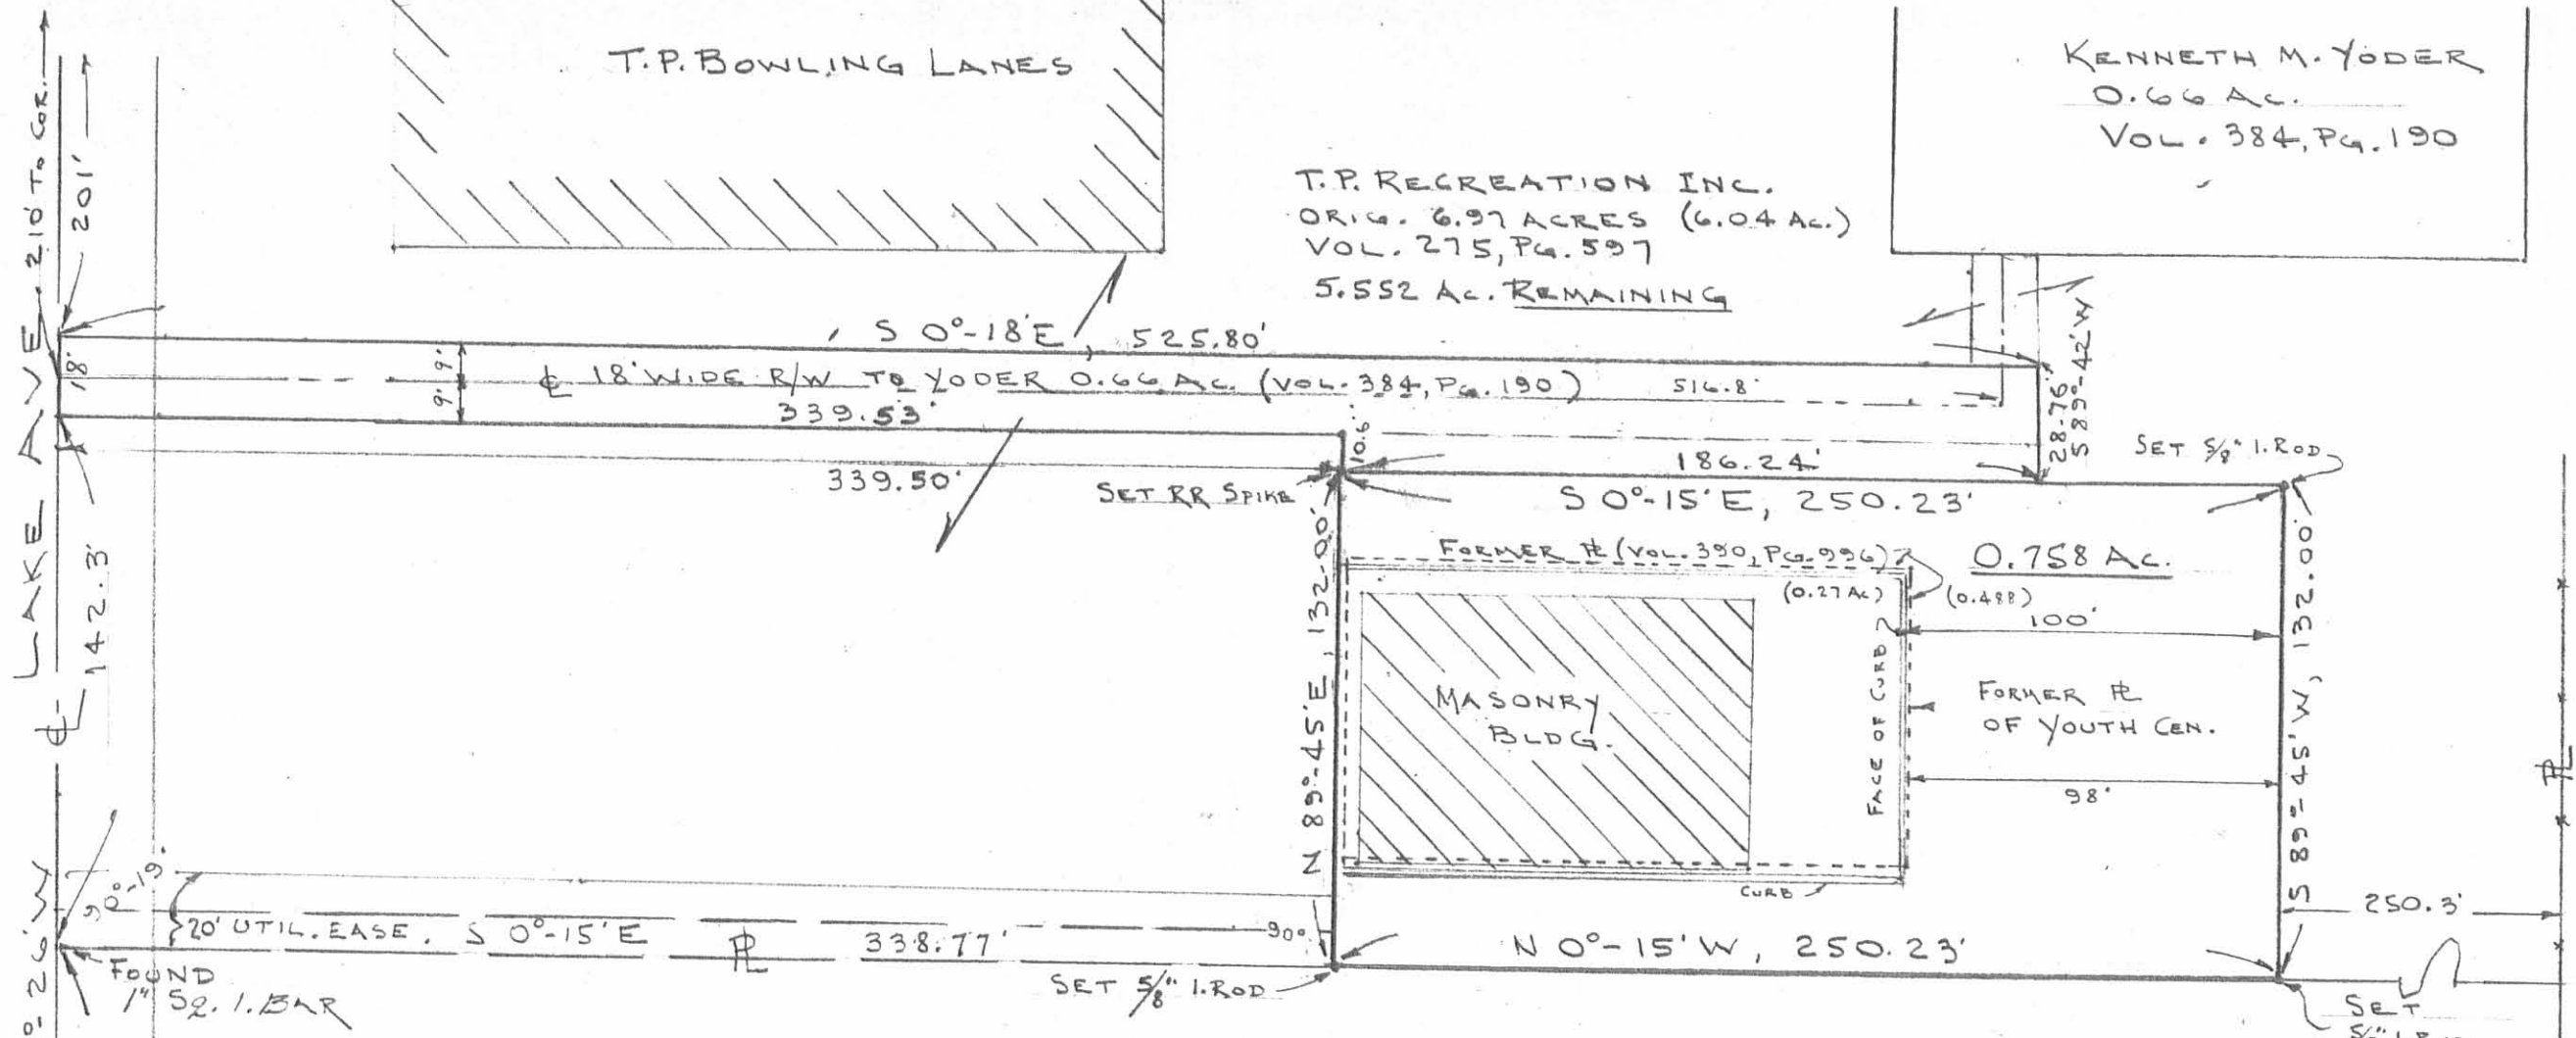 T.P. BOWLING LANES
KENNETH M. YODER
0.66 AC.
VOL. 384, PG. 190
T.P. RECREATION INC.
ORIG. 6.97 ACRES (6.04 AC.)
VOL. 275, PG. 597
5.552 AC. REMAINING
210' TO COR.
201'
℄ LAKE AVE
18'
142.3'
S 0°-18'E, 525.80'
9' 9'
℄ 18' WIDE R/W TO YODER 0.66 AC. (VOL. 384, PG. 190) 516.8'
339.53'
10.6'
28.76'
S 89°-42'W
339.50'
SET RR SPIKE
186.24'
S 0°-15'E, 250.23'
SET 5/8" I.ROD
FORMER ℙL (VOL. 390, PG. 996)
0.758 AC.
(0.27 AC)
(0.488)
100'
N 89°-45'E, 132.00'
MASONRY
BLDG.
FACE OF CURB
FORMER ℙL
OF YOUTH CEN.
98'
S 89°-45'W, 132.00'
PL
CURB
250.3'
90°-19'
20' UTIL. EASE. S 0°-15'E PL 338.77'
90°
N 0°-15'W, 250.23'
FOUND
1" SQ. I. BAR
SET 5/8" I.ROD
SET
26'W